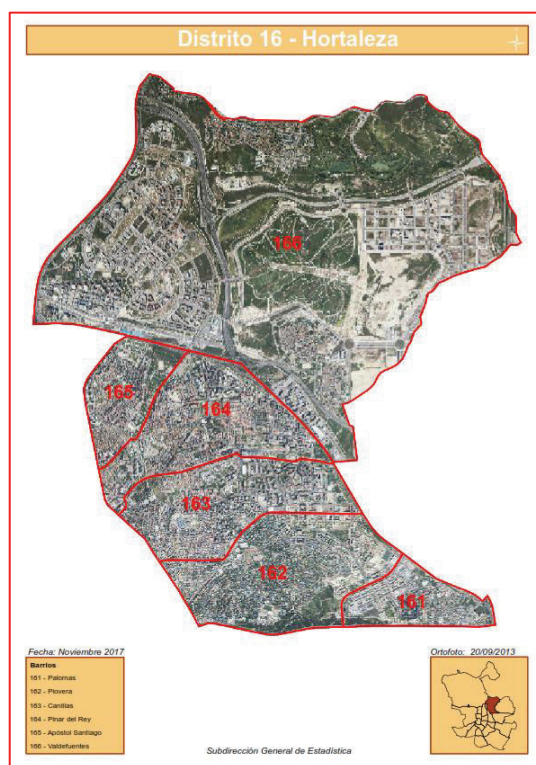 Distrito 16 - Hortaleza
166
165
164
163
162
161
Fecha: Noviembre 2017
Ortofoto: 20/09/2013
Barrios
161 - Palomas
162 - Piovera
163 - Canillas
164 - Pinar del Rey
165 - Apóstol Santiago
166 - Valdefuentes
Subdirección General de Estadística